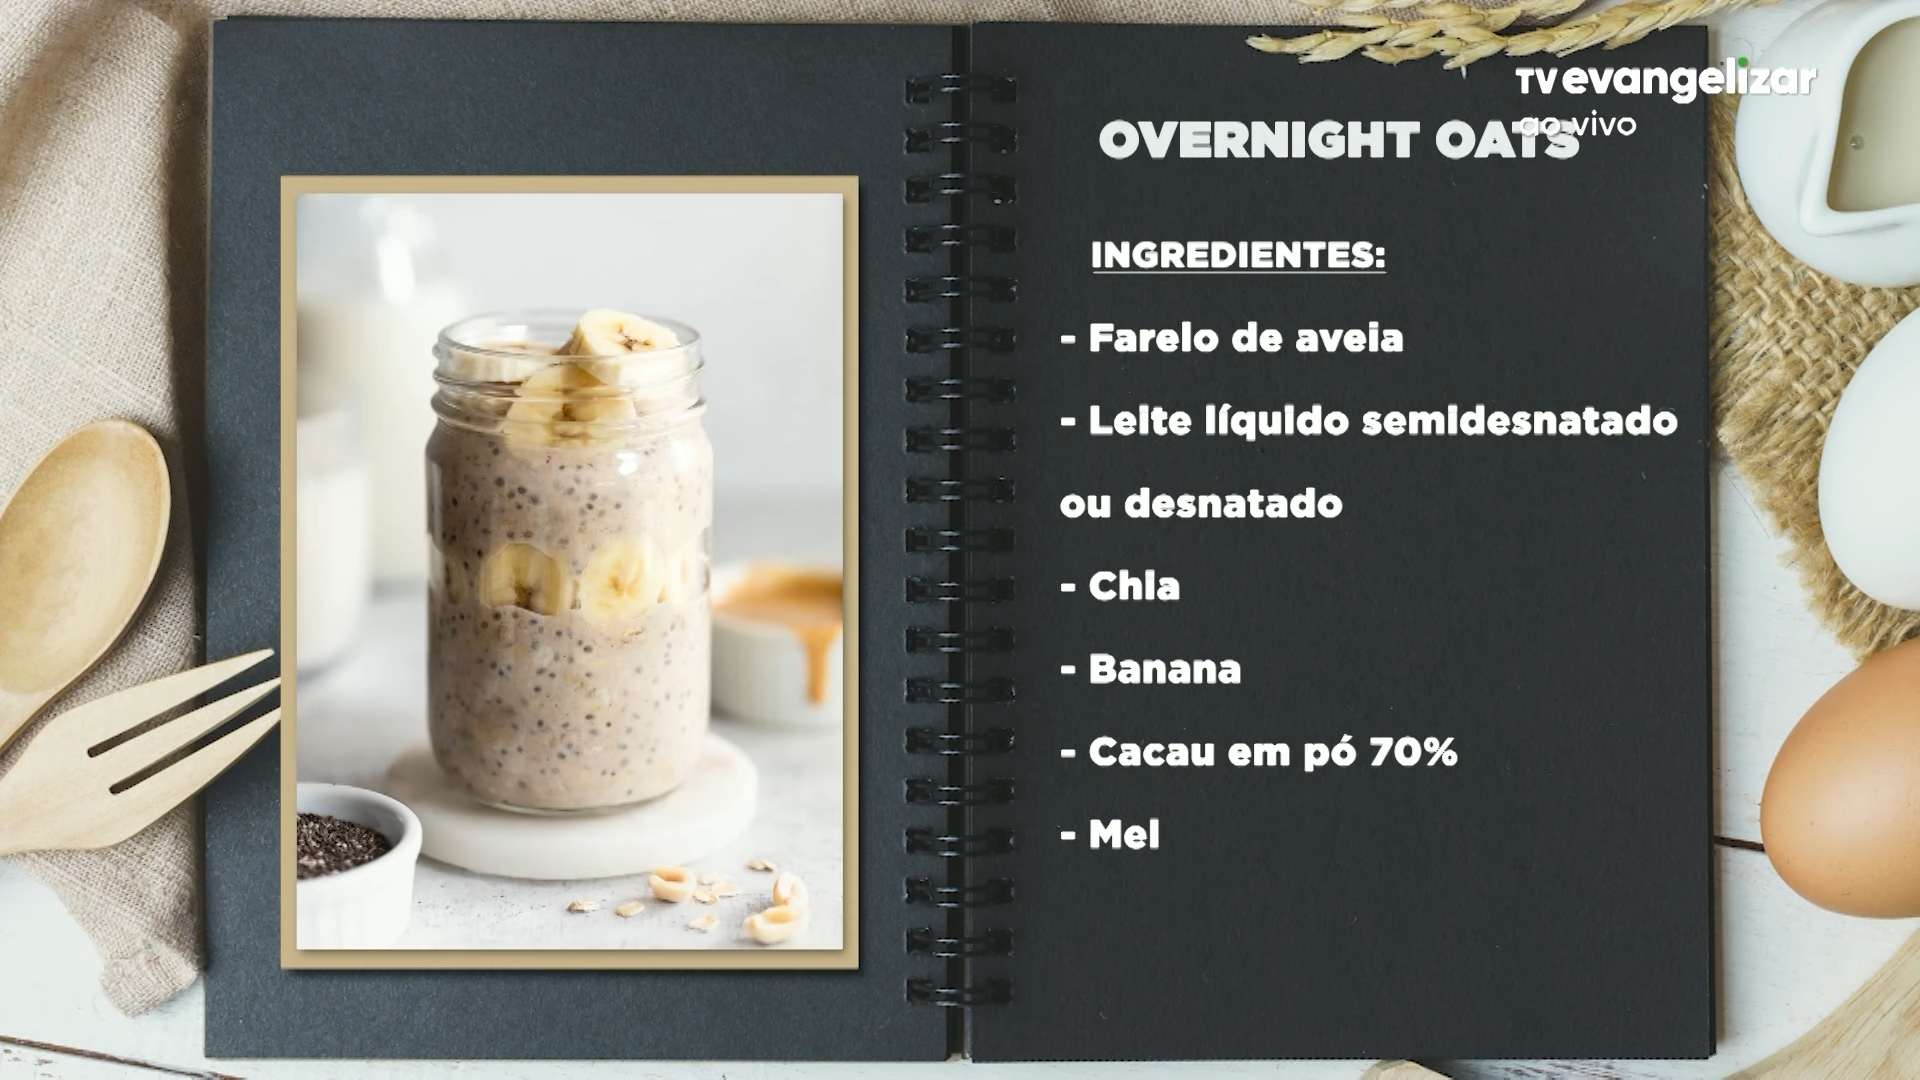 TV evangelizar
ao vivo
OVERNIGHT OATS
INGREDIENTES:
- Farelo de aveia
- Leite líquido semidesnatado
ou desnatado
- Chia
- Banana
- Cacau em pó 70%
- Mel